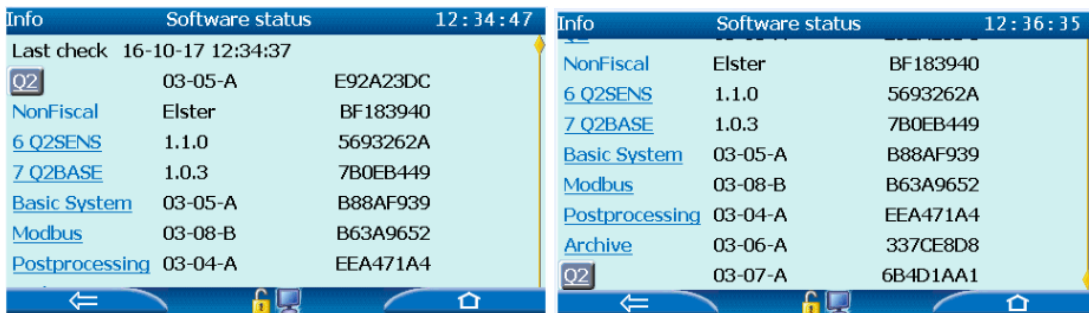 Info Software status 12:34:47
Last check 16-10-17 12:34:37
Q2 03-05-A E92A23DC
NonFiscal Elster BF183940
6 Q2SENS 1.1.0 5693262A
7 Q2BASE 1.0.3 7B0EB449
Basic System 03-05-A B88AF939
Modbus 03-08-B B63A9652
Postprocessing 03-04-A EEA471A4
Info Software status 12:36:35
NonFiscal Elster BF183940
6 Q2SENS 1.1.0 5693262A
7 Q2BASE 1.0.3 7B0EB449
Basic System 03-05-A B88AF939
Modbus 03-08-B B63A9652
Postprocessing 03-04-A EEA471A4
Archive 03-06-A 337CE8D8
Q2 03-07-A 6B4D1AA1